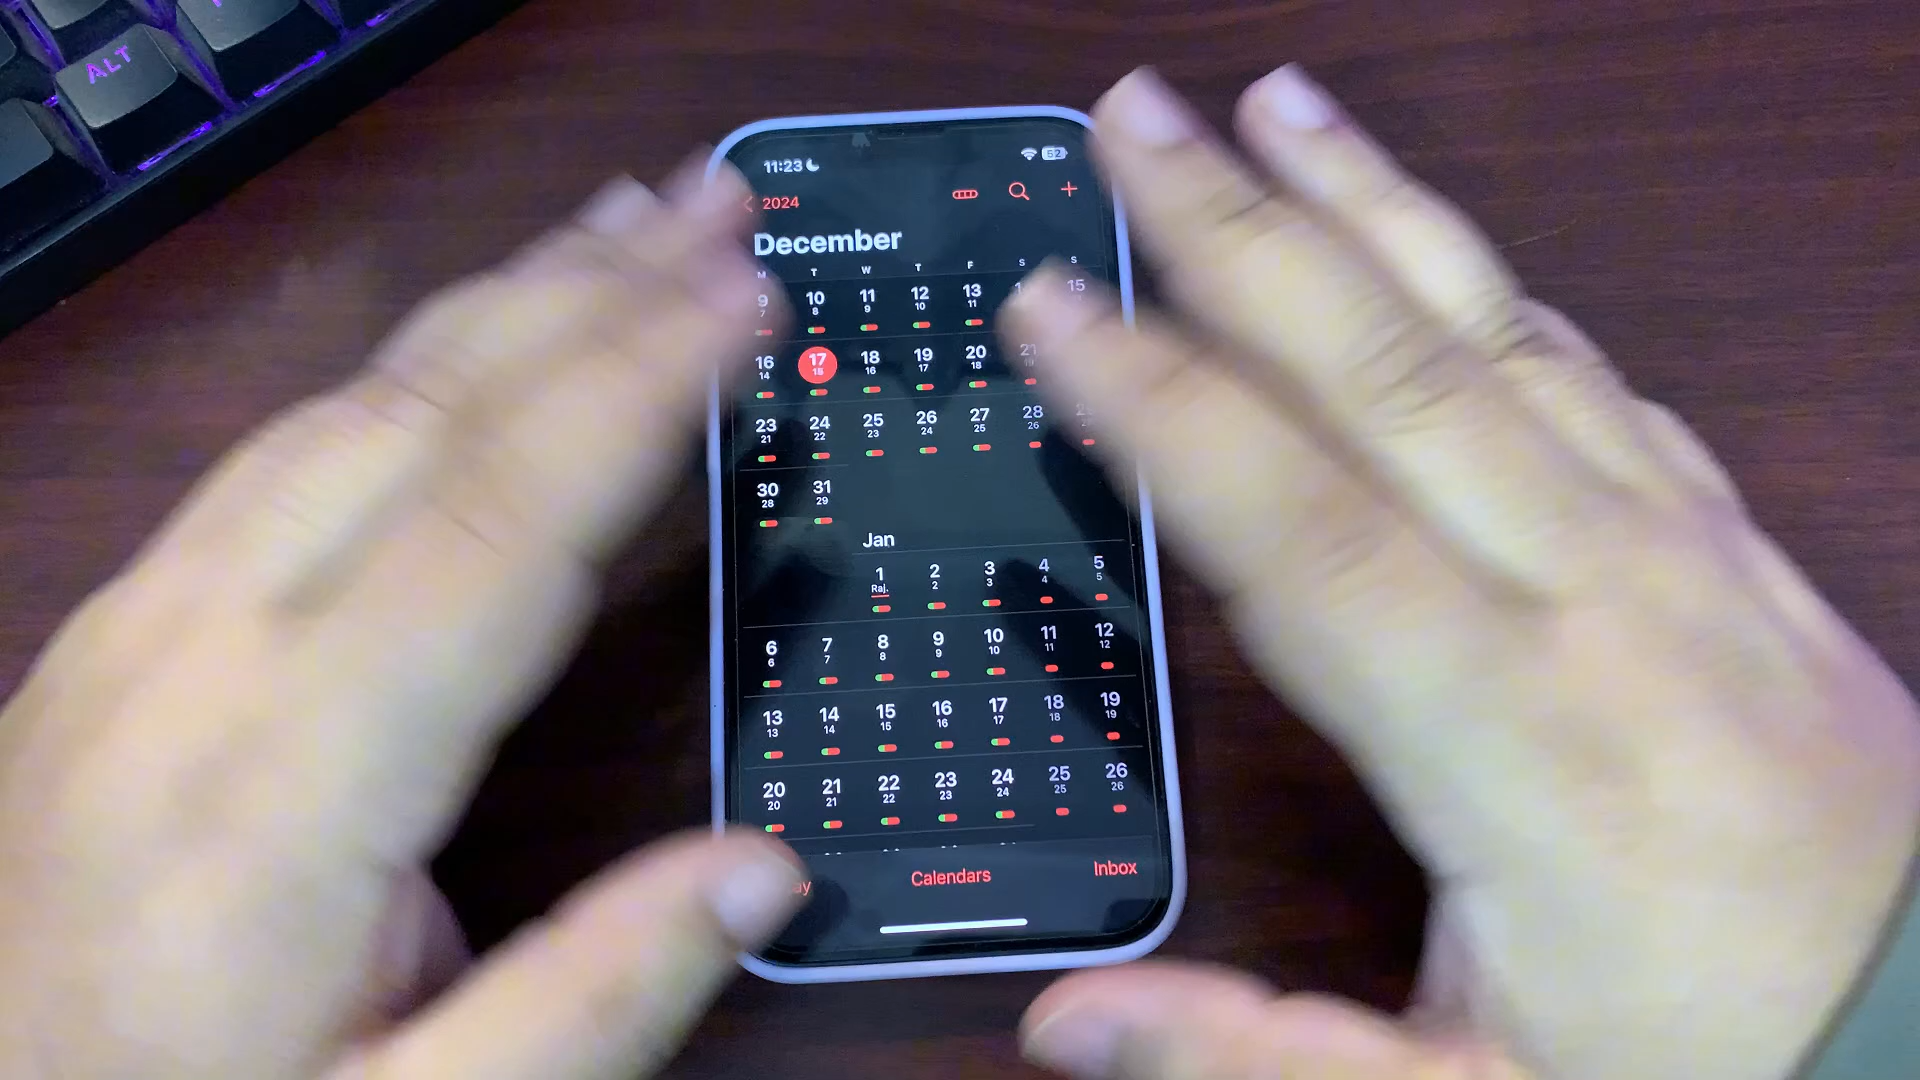 ALT
11:23
52
2024
December
M T W T F S S
9 10 11 12 13 15
7 8 9 10 11
16 17 18 19 20 21
14 15 16 17 18 19
23 24 25 26 27 28
21 22 23 24 25 26
30 31
28 29
Jan
1 2 3 4 5
Raj. 2 3 4 5
6 7 8 9 10 11 12
6 7 8 9 10 11 12
13 14 15 16 17 18 19
13 14 15 16 17 18 19
20 21 22 23 24 25 26
20 21 22 23 24 25 26
Calendars Inbox